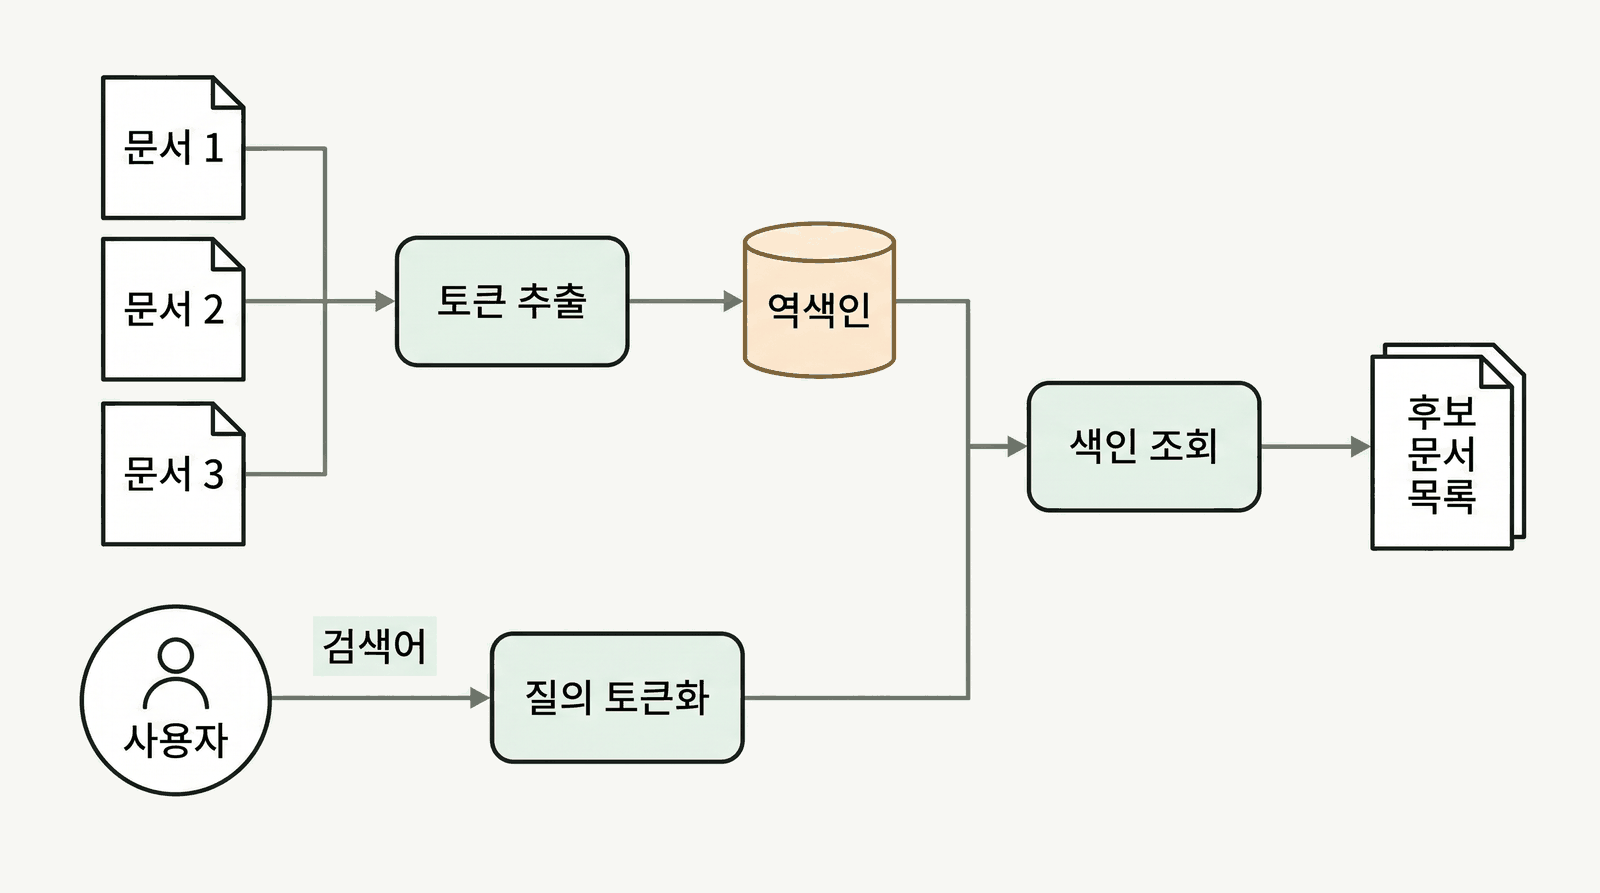 문서 1
문서 2
문서 3
토큰 추출
역색인
사용자
검색어
질의 토큰화
색인 조회
후보
문서
목록